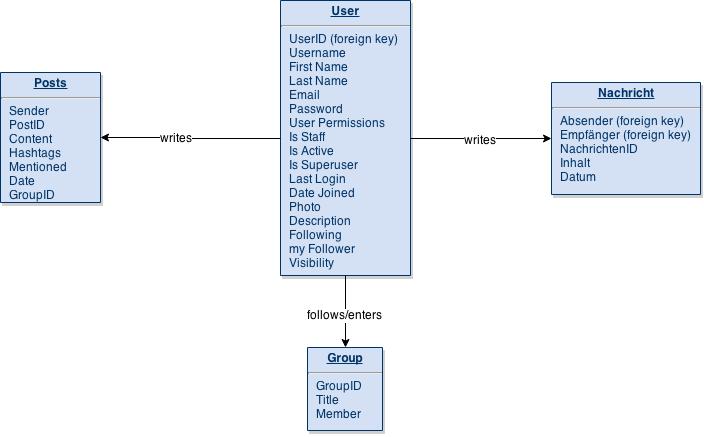 User
UserID (foreign key)
Username
First Name
Last Name
Email
Password
User Permissions
Is Staff
Is Active
Is Superuser
Last Login
Date Joined
Photo
Description
Following
my Follower
Visibility
Posts
Sender
PostID
Content
Hashtags
Mentioned
Date
GroupID
writes
writes
Nachricht
Absender (foreign key)
Empfänger (foreign key)
NachrichtenID
Inhalt
Datum
follows/enters
Group
GroupID
Title
Member